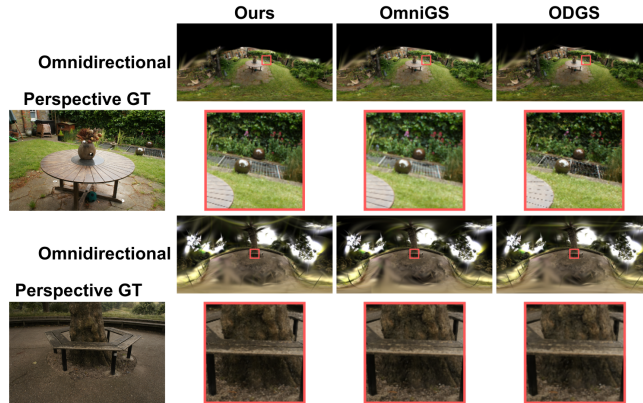 Ours OmniGS ODGS
Omnidirectional
Perspective GT
Omnidirectional
Perspective GT